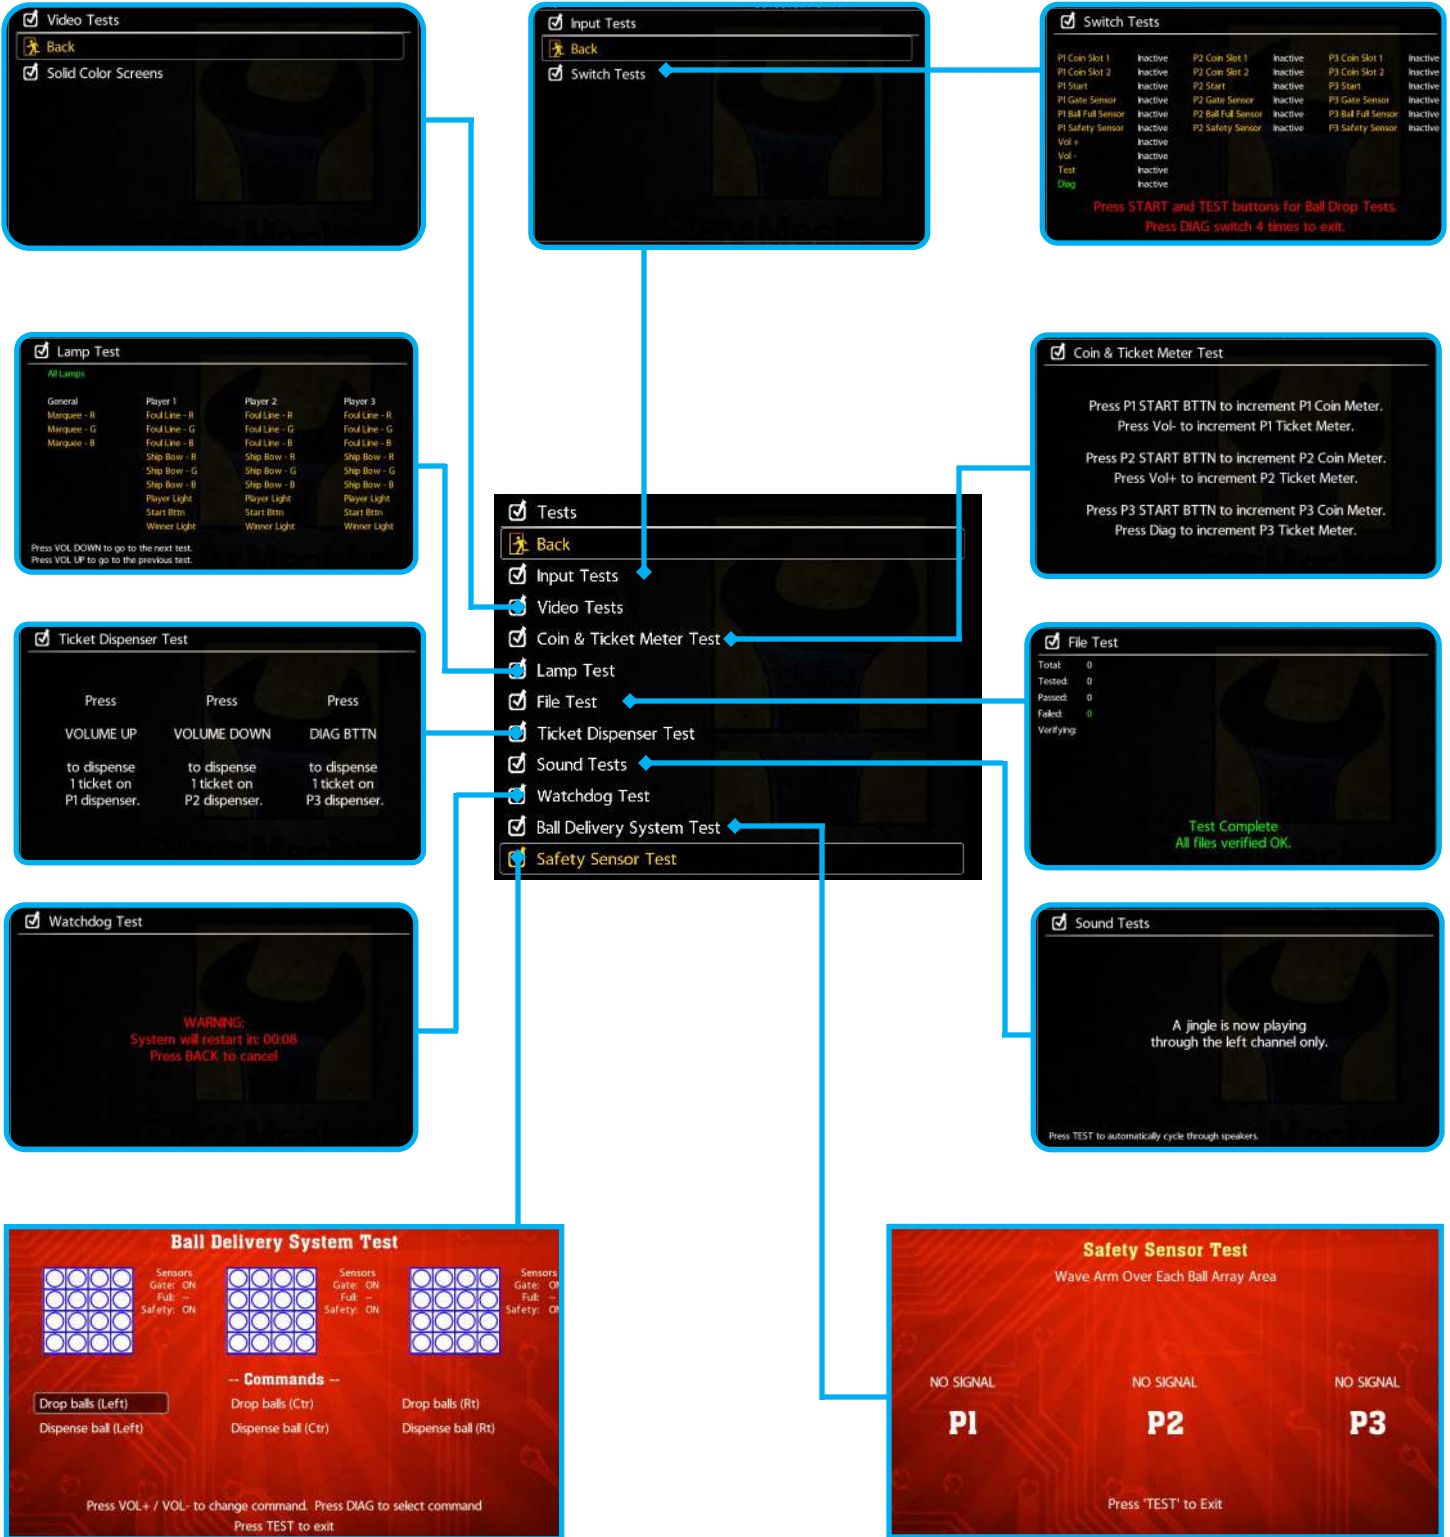 Video Tests
Back
Solid Color Screens
Input Tests
Back
Switch Tests
Switch Tests
P1 Coin Slot 1 Inactive P2 Coin Slot 1 Inactive P3 Coin Slot 1 Inactive
P1 Coin Slot 2 Inactive P2 Coin Slot 2 Inactive P3 Coin Slot 2 Inactive
P1 Start Inactive P2 Start Inactive P3 Start Inactive
P1 Gate Sensor Inactive P2 Gate Sensor Inactive P3 Gate Sensor Inactive
P1 Ball Full Sensor Inactive P2 Ball Full Sensor Inactive P3 Ball Full Sensor Inactive
P1 Safety Sensor Inactive P2 Safety Sensor Inactive P3 Safety Sensor Inactive
Vol + Inactive
Vol - Inactive
Test Inactive
Diag Inactive
Press START and TEST buttons for Ball Drop Tests.
Press DIAG switch 4 times to exit.
Lamp Test
All Lamps
General Player 1 Player 2 Player 3
Marquee - R Foul Line - R Foul Line - R Foul Line - R
Marquee - G Foul Line - G Foul Line - G Foul Line - G
Marquee - B Foul Line - B Foul Line - B Foul Line - B
Ship Bow - R Ship Bow - R Ship Bow - R
Ship Bow - G Ship Bow - G Ship Bow - G
Ship Bow - B Ship Bow - B Ship Bow - B
Player Light Player Light Player Light
Start Bttn Start Bttn Start Bttn
Winner Light Winner Light Winner Light
Press VOL DOWN to go to the next test.
Press VOL UP to go to the previous test.
Coin & Ticket Meter Test
Press P1 START BTTN to increment P1 Coin Meter.
Press Vol- to increment P1 Ticket Meter.
Press P2 START BTTN to increment P2 Coin Meter.
Press Vol+ to increment P2 Ticket Meter.
Press P3 START BTTN to increment P3 Coin Meter.
Press Diag to increment P3 Ticket Meter.
Tests
Back
Input Tests
Video Tests
Coin & Ticket Meter Test
Lamp Test
File Test
Ticket Dispenser Test
Sound Tests
Watchdog Test
Ball Delivery System Test
Safety Sensor Test
Ticket Dispenser Test
Press Press Press
VOLUME UP VOLUME DOWN DIAG BTTN
to dispense to dispense to dispense
1 ticket on 1 ticket on 1 ticket on
P1 dispenser. P2 dispenser. P3 dispenser.
File Test
Total: 0
Tested: 0
Passed: 0
Failed: 0
Verifying:
Test Complete
All files verified OK.
Watchdog Test
WARNING:
System will restart in: 00:08
Press BACK to cancel
Sound Tests
A jingle is now playing
through the left channel only.
Press TEST to automatically cycle through speakers.
Ball Delivery System Test
Sensors Sensors Sensors
Gate: ON Gate: ON Gate: ON
Full: -- Full: -- Full: --
Safety: ON Safety: ON Safety: ON
-- Commands --
Drop balls (Left) Drop balls (Ctr) Drop balls (Rt)
Dispense ball (Left) Dispense ball (Ctr) Dispense ball (Rt)
Press VOL+ / VOL- to change command. Press DIAG to select command
Press TEST to exit
Safety Sensor Test
Wave Arm Over Each Ball Array Area
NO SIGNAL NO SIGNAL NO SIGNAL
P1 P2 P3
Press 'TEST' to Exit